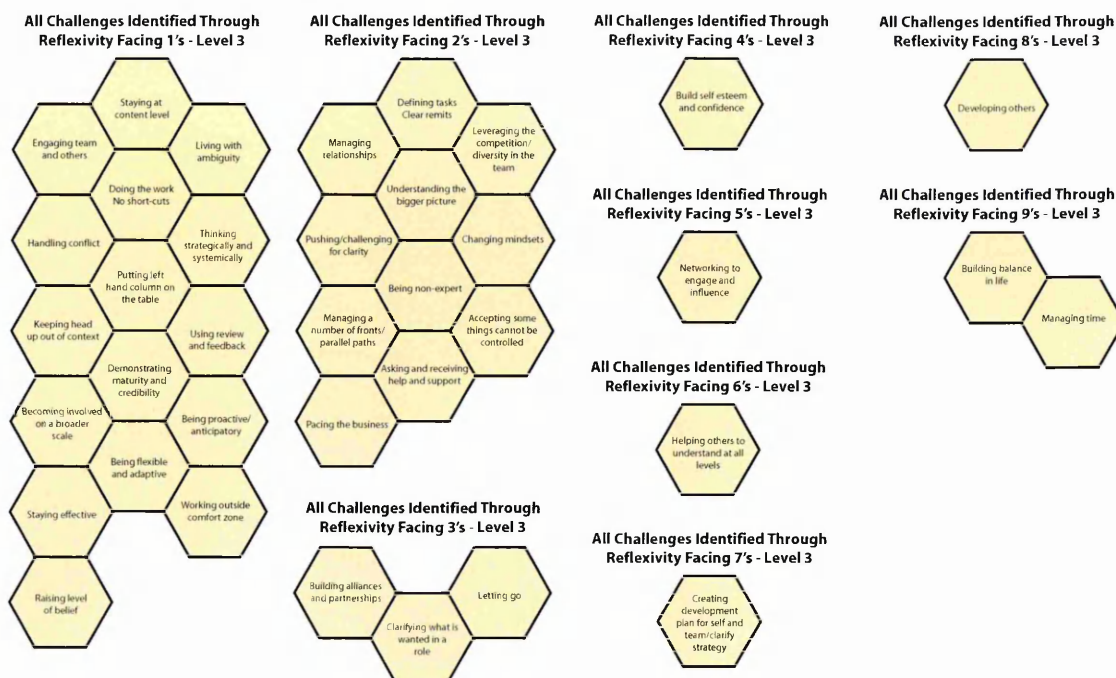 All Challenges Identified Through
Reflexivity Facing 1's - Level 3
Staying at
content level
Engaging team
and others
Living with
ambiguity
Doing the work
No short-cuts
Handling conflict
Thinking
strategically and
systemically
Putting left
hand column on
the table
Keeping head
up out of context
Using review
and feedback
Demonstrating
maturity and
credibility
Becoming involved
on a broader
scale
Being proactive/
anticipatory
Being flexible
and adaptive
Staying effective
Working outside
comfort zone
Raising level
of belief
All Challenges Identified Through
Reflexivity Facing 2's - Level 3
Defining tasks
Clear remits
Managing
relationships
Leveraging the
competition/
diversity in the
team
Understanding the
bigger picture
Pushing/challenging
for clarity
Changing mindsets
Being non-expert
Managing a
number of fronts/
parallel paths
Accepting some
things cannot be
controlled
Asking and receiving
help and support
Pacing the business
All Challenges Identified Through
Reflexivity Facing 3's - Level 3
Building alliances
and partnerships
Letting go
Clarifying what is
wanted in a
role
All Challenges Identified Through
Reflexivity Facing 4's - Level 3
Build self esteem
and confidence
All Challenges Identified Through
Reflexivity Facing 5's - Level 3
Networking to
engage and
influence
All Challenges Identified Through
Reflexivity Facing 6's - Level 3
Helping others to
understand at all
levels
All Challenges Identified Through
Reflexivity Facing 7's - Level 3
Creating
development
plan for self and
team/clarify
strategy
All Challenges Identified Through
Reflexivity Facing 8's - Level 3
Developing others
All Challenges Identified Through
Reflexivity Facing 9's - Level 3
Building balance
in life
Managing time